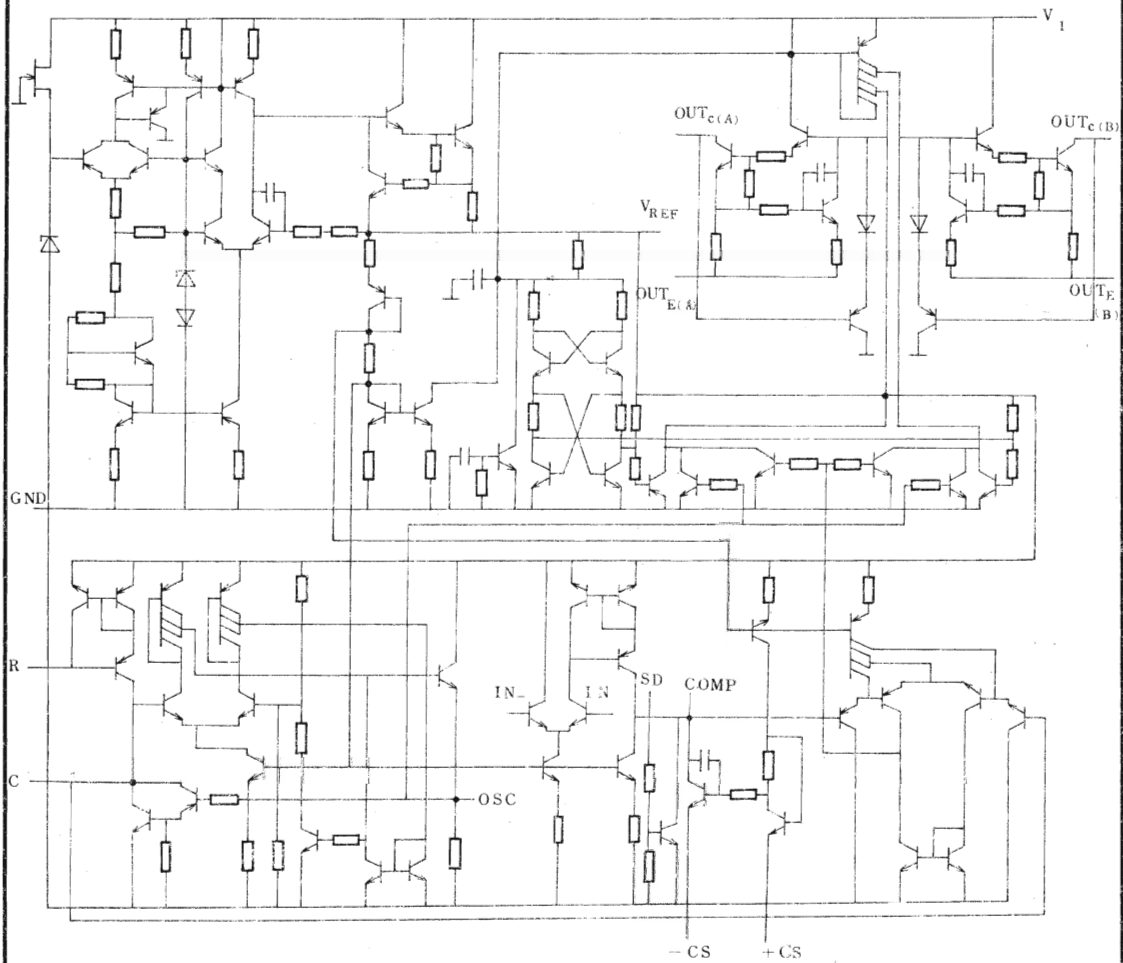 V1
OUTc(A)
OUTc(B)
VREF
OUTE(A)
OUTE
(B)
GND
R
SD
COMP
IN-
IN
C
OSC
-CS
+CS